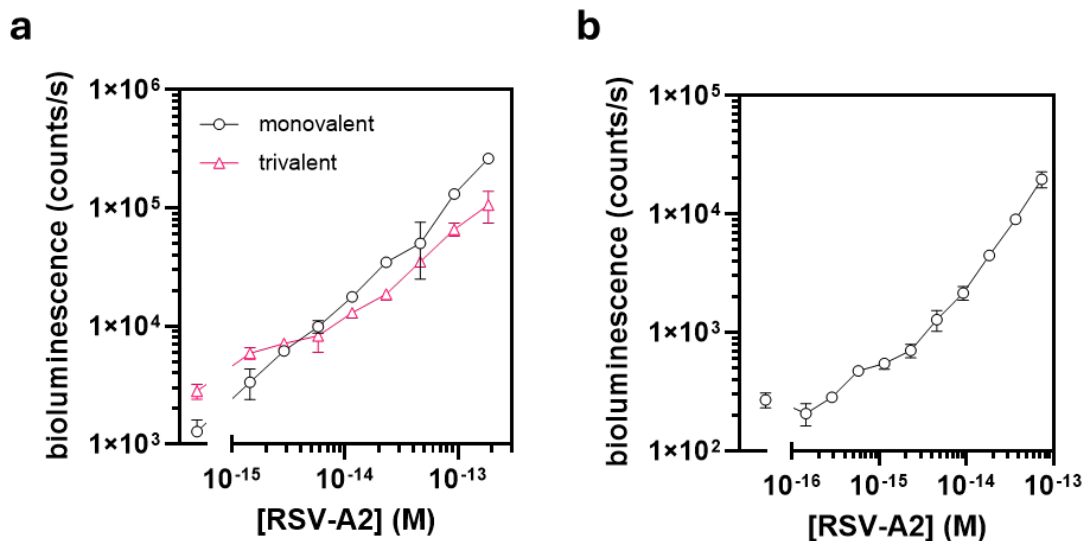 a
bioluminescence (counts/s)
1×10⁶
1×10⁵
1×10⁴
1×10³
monovalent
trivalent
10⁻¹⁵
10⁻¹⁴
10⁻¹³
[RSV-A2] (M)
b
bioluminescence (counts/s)
1×10⁵
1×10⁴
1×10³
1×10²
10⁻¹⁶
10⁻¹⁵
10⁻¹⁴
10⁻¹³
[RSV-A2] (M)